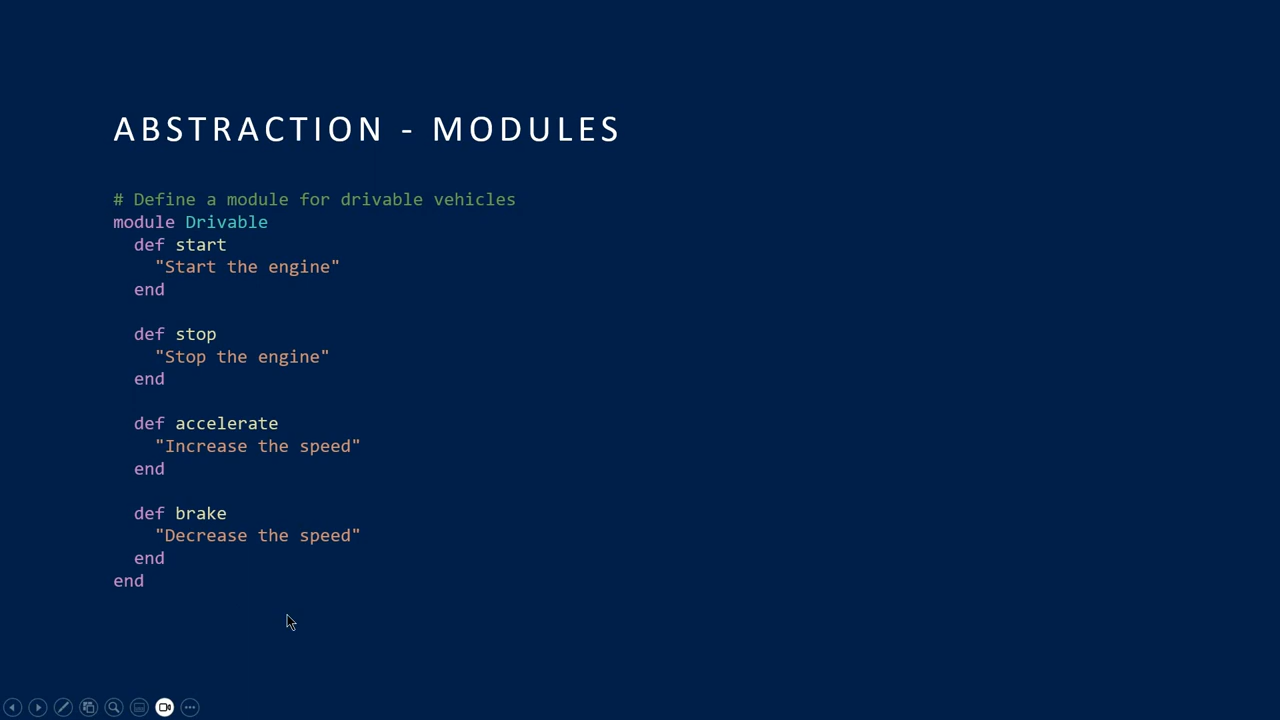 ABSTRACTION - MODULES
# Define a module for drivable vehicles
module Drivable
  def start
    "Start the engine"
  end

  def stop
    "Stop the engine"
  end

  def accelerate
    "Increase the speed"
  end

  def brake
    "Decrease the speed"
  end
end